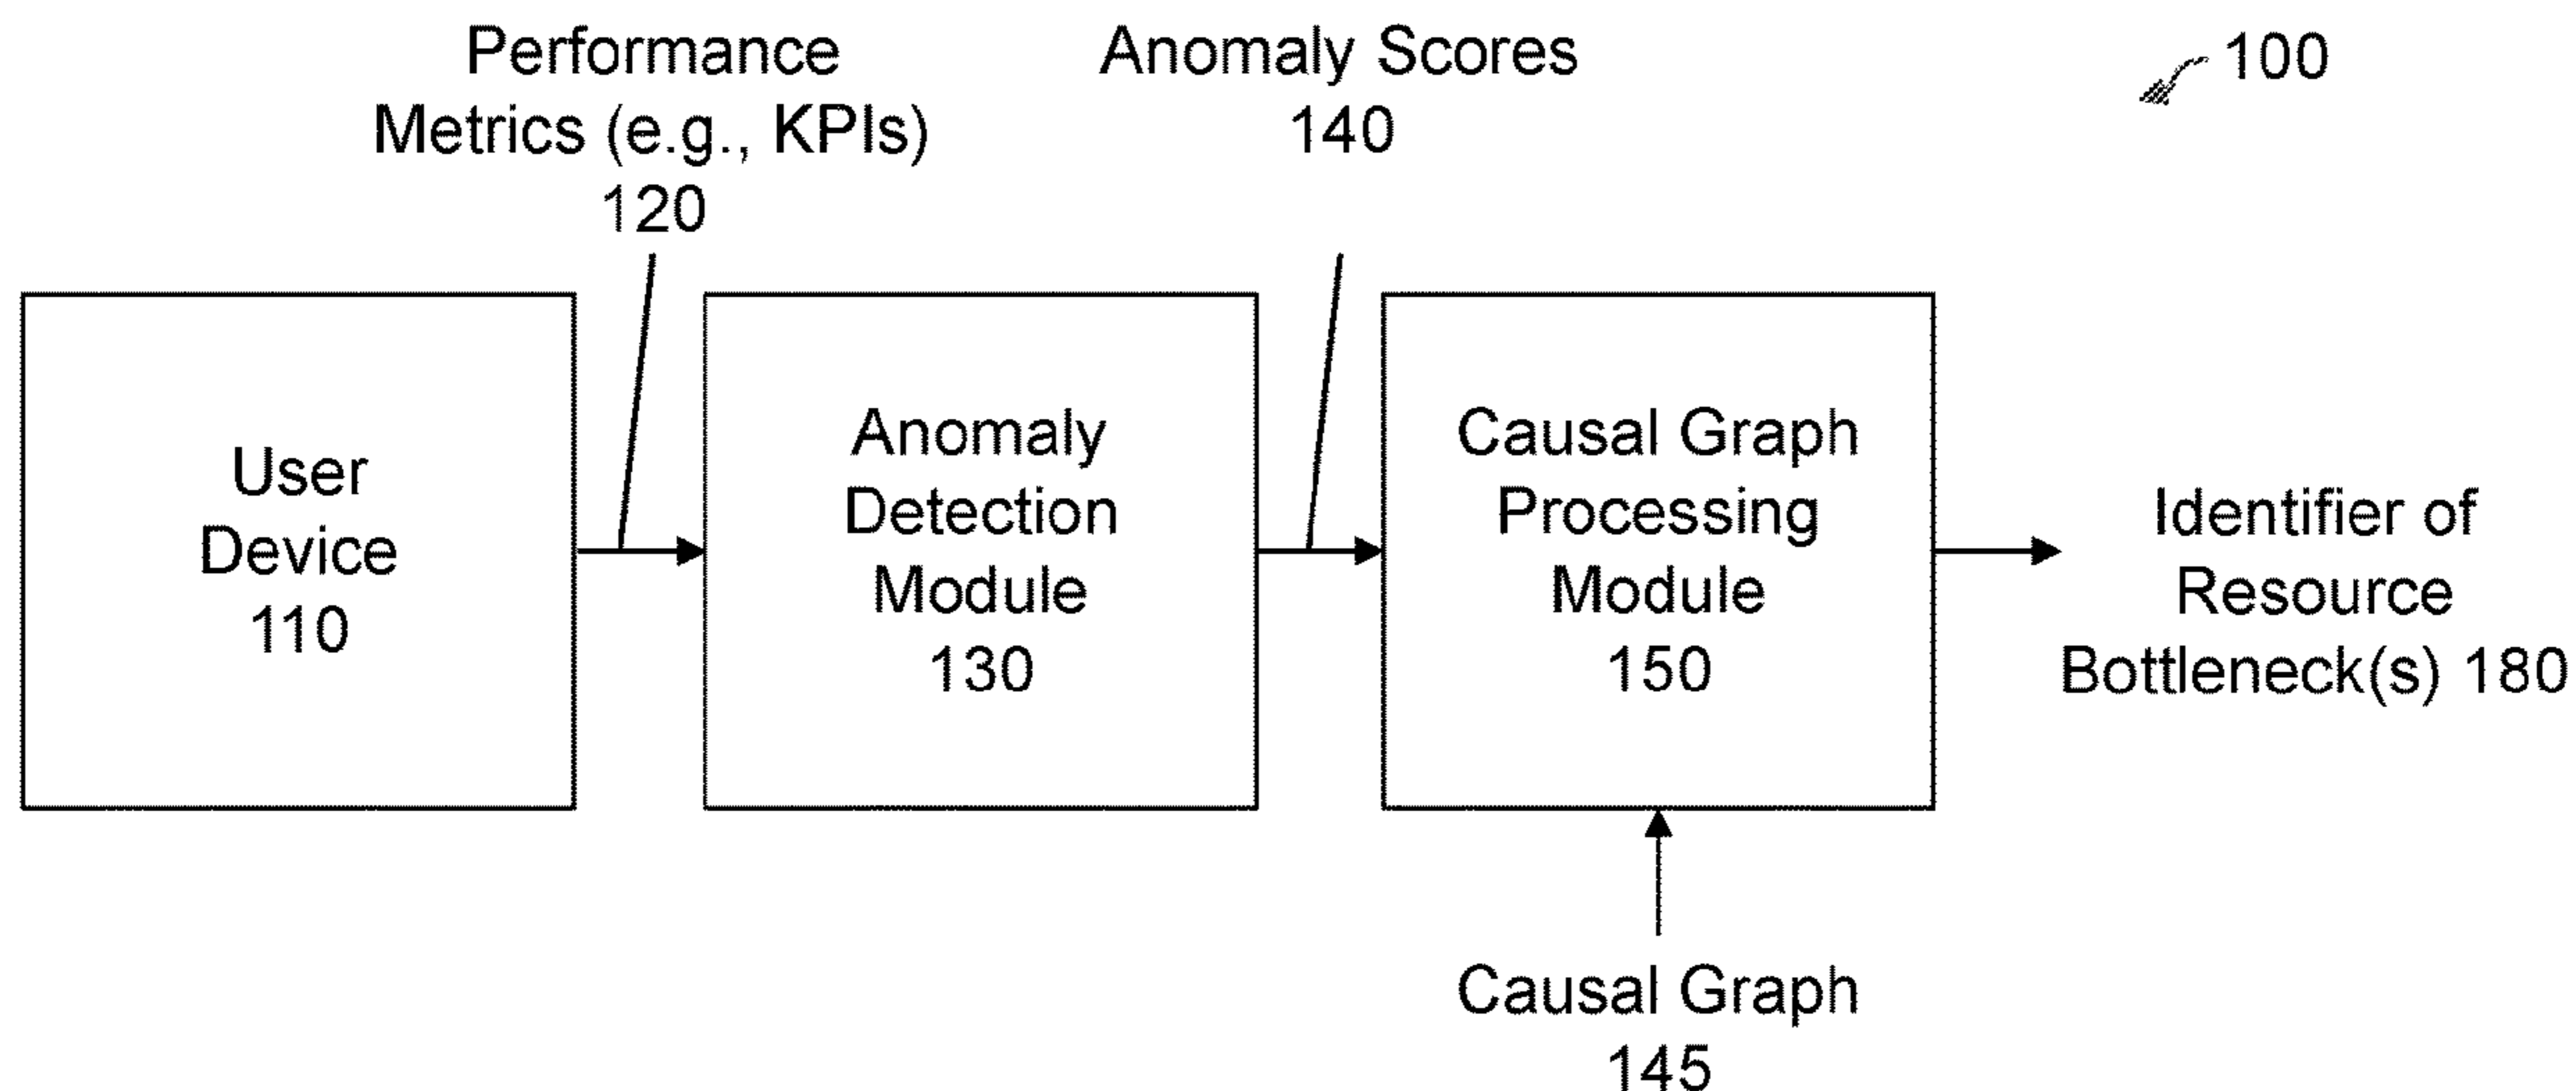 Performance
Metrics (e.g., KPIs)
120
Anomaly Scores
140
100
User
Device
110
Anomaly
Detection
Module
130
Causal Graph
Processing
Module
150
Identifier of
Resource
Bottleneck(s) 180
Causal Graph
145